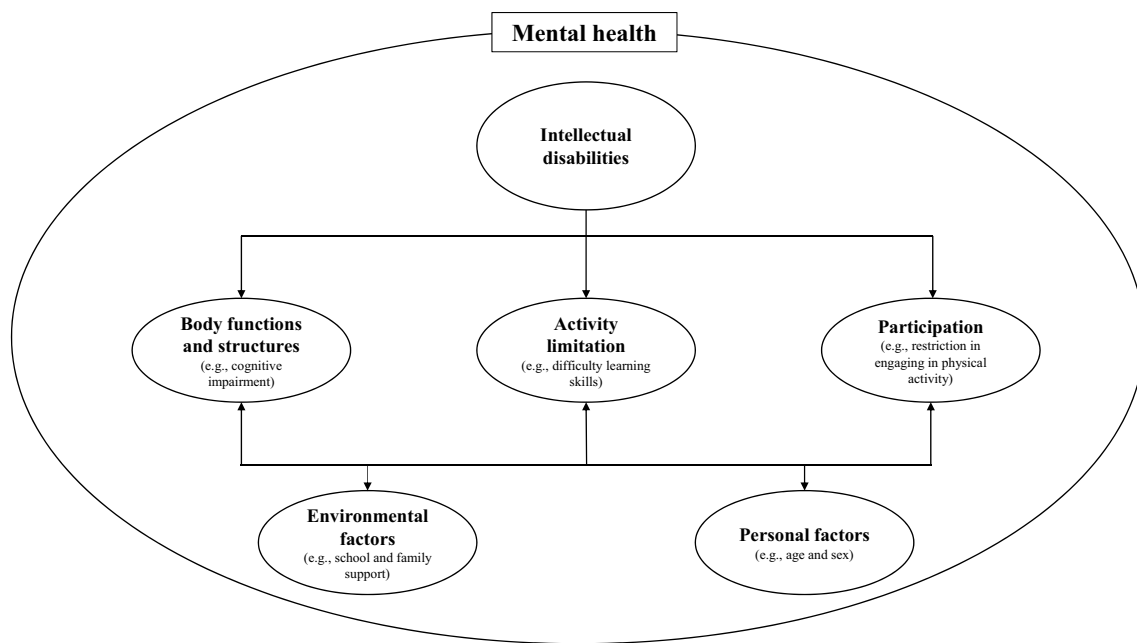 Mental health
Intellectual
disabilities
Body functions
and structures
(e.g., cognitive
impairment)
Activity
limitation
(e.g., difficulty learning
skills)
Participation
(e.g., restriction in
engaging in physical
activity)
Environmental
factors
(e.g., school and family
support)
Personal factors
(e.g., age and sex)